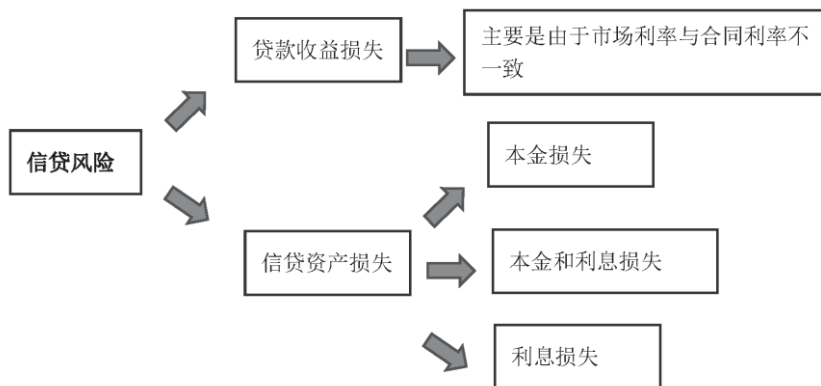 贷款收益损失
主要是由于市场利率与合同利率不
一致
信贷风险
本金损失
信贷资产损失
本金和利息损失
利息损失